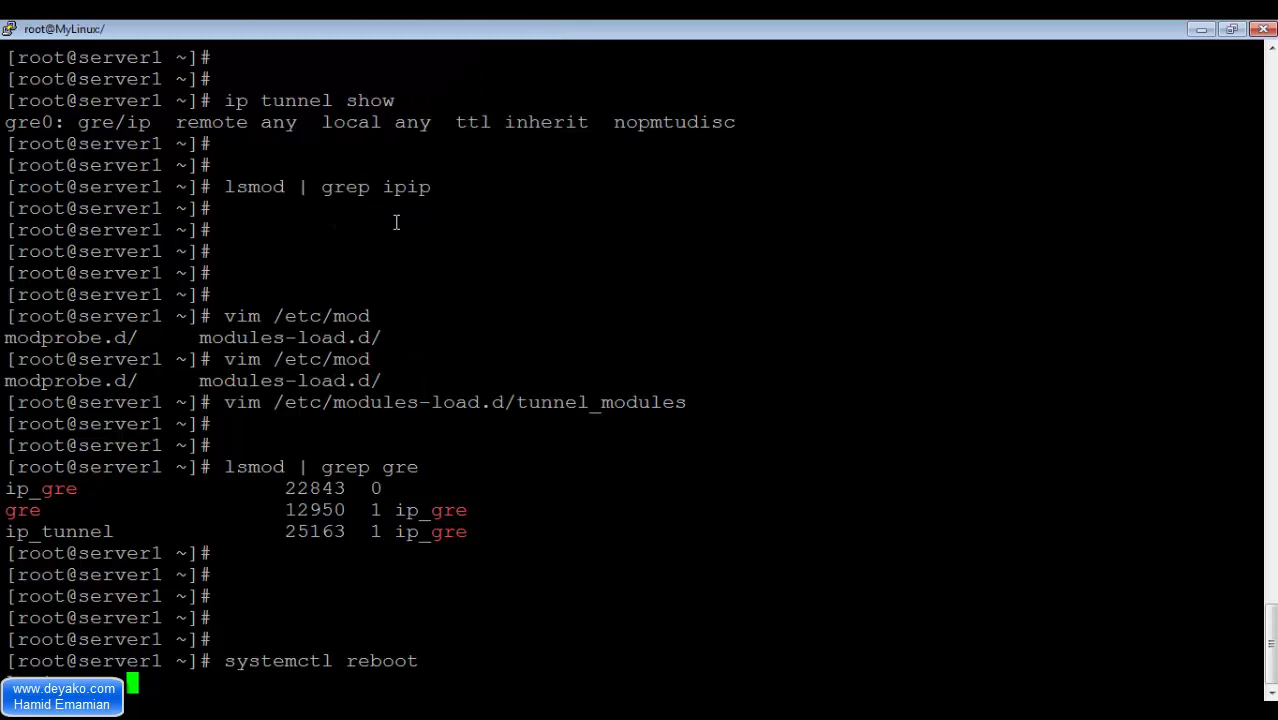 root@MyLinux:/
[root@server1 ~]#
[root@server1 ~]#
[root@server1 ~]# ip tunnel show
gre0: gre/ip  remote any  local any  ttl inherit  nopmtudisc
[root@server1 ~]#
[root@server1 ~]#
[root@server1 ~]# lsmod | grep ipip
[root@server1 ~]#
[root@server1 ~]#
[root@server1 ~]#
[root@server1 ~]#
[root@server1 ~]#
[root@server1 ~]# vim /etc/mod
modprobe.d/     modules-load.d/
[root@server1 ~]# vim /etc/mod
modprobe.d/     modules-load.d/
[root@server1 ~]# vim /etc/modules-load.d/tunnel_modules
[root@server1 ~]#
[root@server1 ~]#
[root@server1 ~]# lsmod | grep gre
ip_gre                 22843  0
gre                    12950  1 ip_gre
ip_tunnel              25163  1 ip_gre
[root@server1 ~]#
[root@server1 ~]#
[root@server1 ~]#
[root@server1 ~]#
[root@server1 ~]#
[root@server1 ~]# systemctl reboot
www.deyako.com
Hamid Emamian